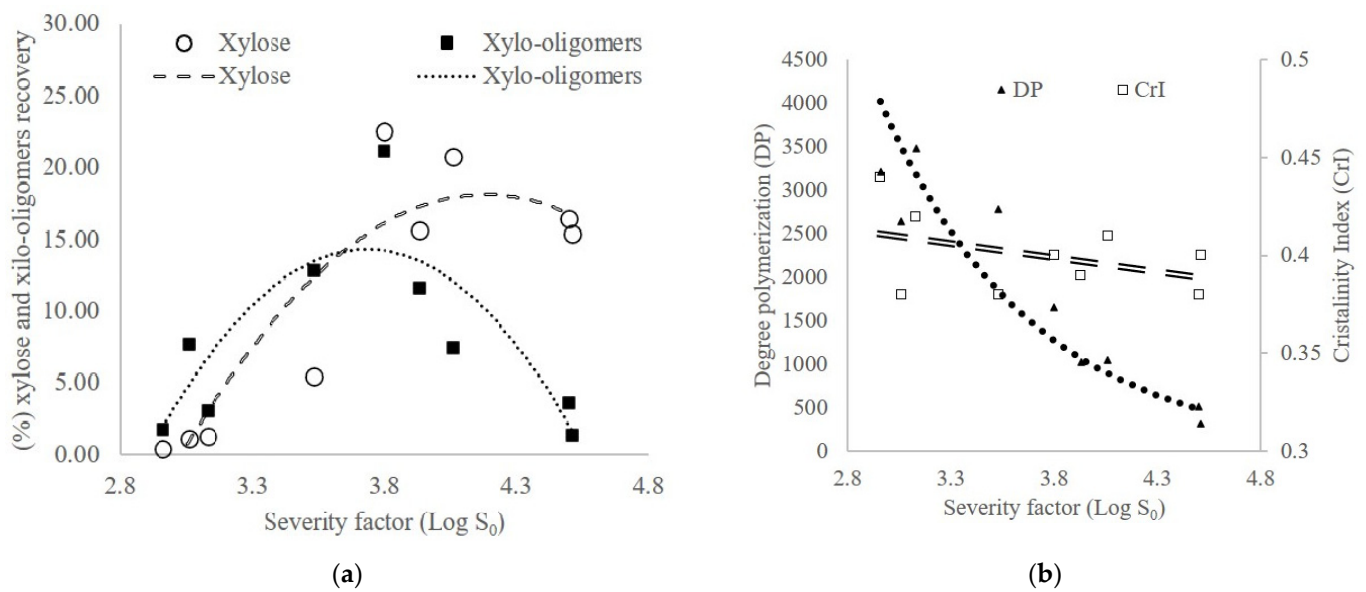 (%) xylose and xilo-oligomers recovery
30.00
25.00
20.00
15.00
10.00
5.00
0.00
Xylose Xylo-oligomers
Xylose Xylo-oligomers
2.8 3.3 3.8 4.3 4.8
Severity factor (Log S₀)
(a)
Degree polymerization (DP)
4500
4000
3500
3000
2500
2000
1500
1000
500
0
DP CrI
0.5
0.45
0.4
0.35
0.3
Cristalinity Index (CrI)
2.8 3.3 3.8 4.3 4.8
Severity factor (Log S₀)
(b)